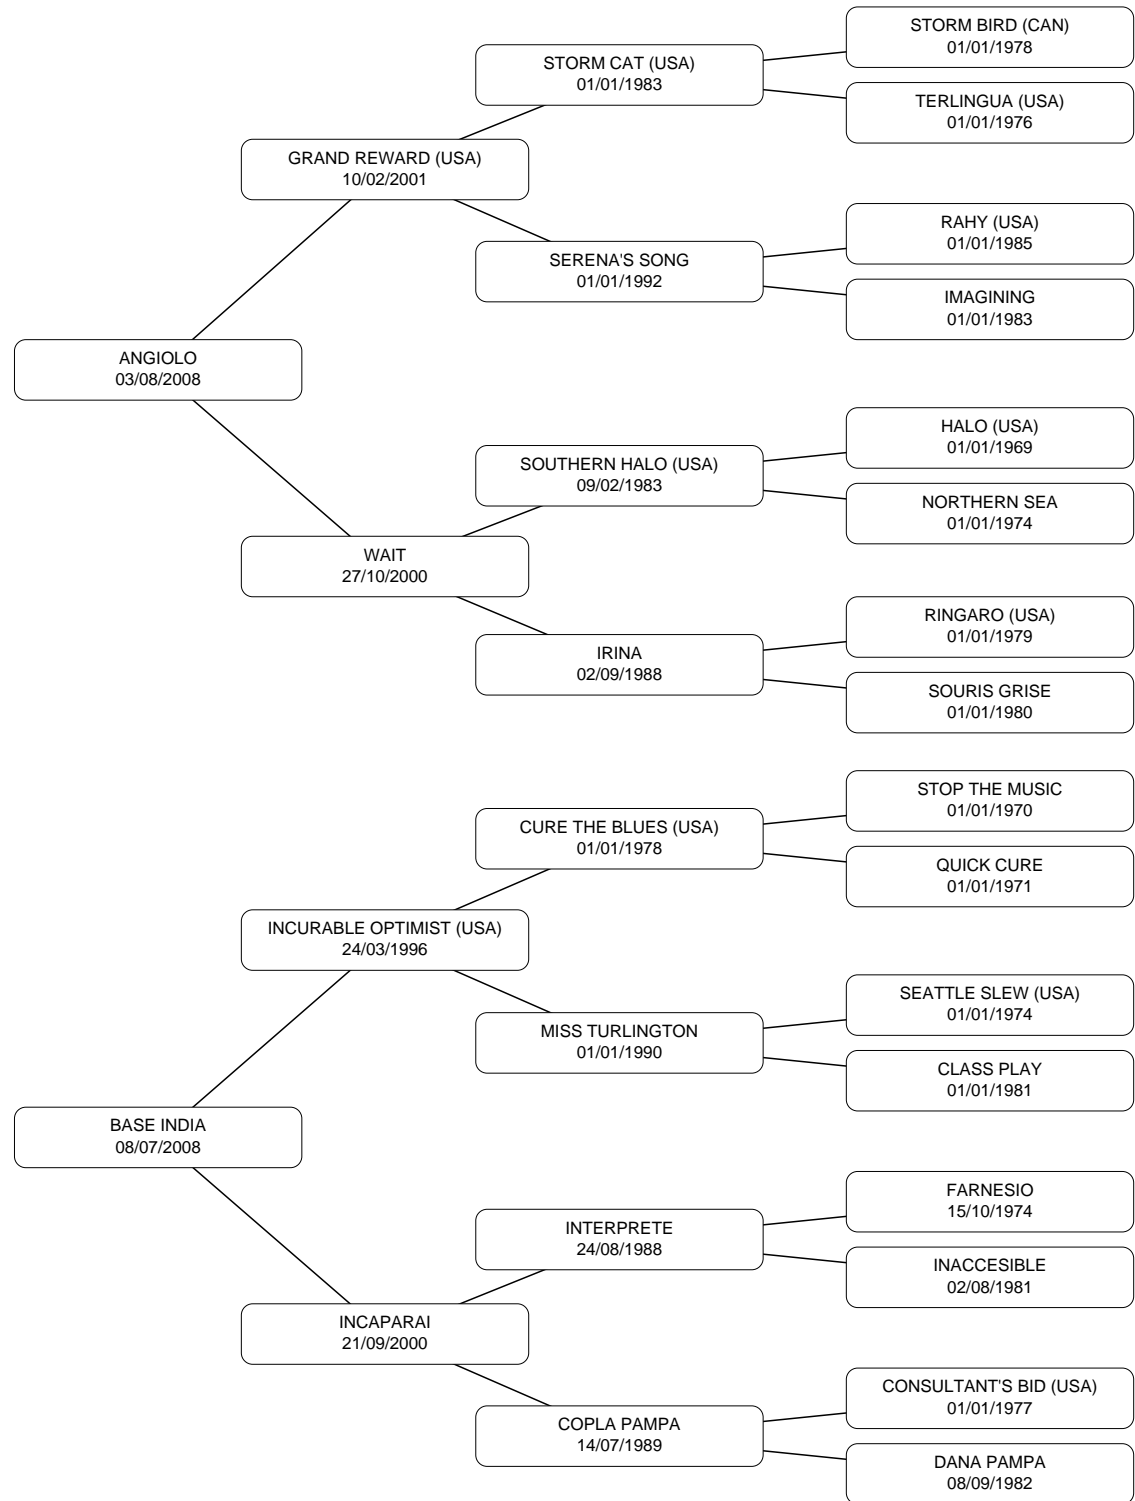 STORM BIRD (CAN)
01/01/1978
STORM CAT (USA)
01/01/1983
TERLINGUA (USA)
01/01/1976
GRAND REWARD (USA)
10/02/2001
RAHY (USA)
01/01/1985
SERENA'S SONG
01/01/1992
IMAGINING
01/01/1983
ANGIOLO
03/08/2008
HALO (USA)
01/01/1969
SOUTHERN HALO (USA)
09/02/1983
NORTHERN SEA
01/01/1974
WAIT
27/10/2000
RINGARO (USA)
01/01/1979
IRINA
02/09/1988
SOURIS GRISE
01/01/1980
STOP THE MUSIC
01/01/1970
CURE THE BLUES (USA)
01/01/1978
QUICK CURE
01/01/1971
INCURABLE OPTIMIST (USA)
24/03/1996
SEATTLE SLEW (USA)
01/01/1974
MISS TURLINGTON
01/01/1990
CLASS PLAY
01/01/1981
BASE INDIA
08/07/2008
FARNESIO
15/10/1974
INTERPRETE
24/08/1988
INACCESIBLE
02/08/1981
INCAPARAI
21/09/2000
CONSULTANT'S BID (USA)
01/01/1977
COPLA PAMPA
14/07/1989
DANA PAMPA
08/09/1982